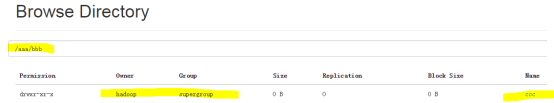 Browse Directory
/aaa/bbb
Permission Owner Group Size Replication Block Size Name
drwxr-xr-x hadoop supergroup 0 B 0 0 B ccc